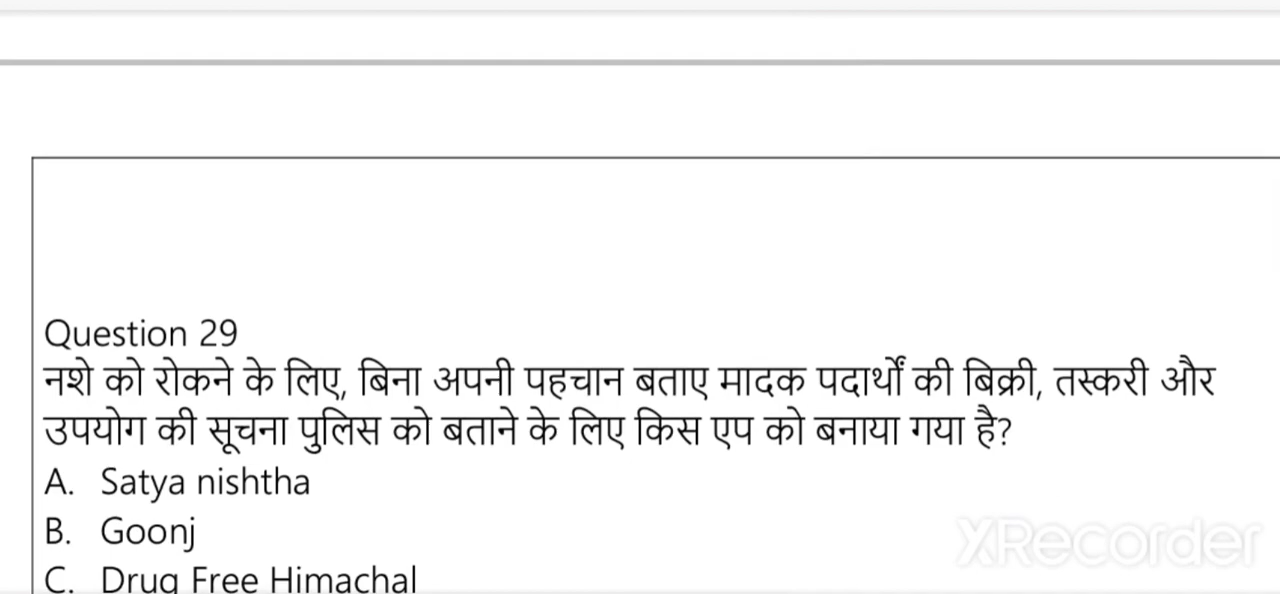 Question 29
नशे को रोकने के लिए, बिना अपनी पहचान बताए मादक पदार्थों की बिक्री, तस्करी और
उपयोग की सूचना पुलिस को बताने के लिए किस एप को बनाया गया है?
A. Satya nishtha
B. Goonj
XRecorder
C. Drug Free Himachal